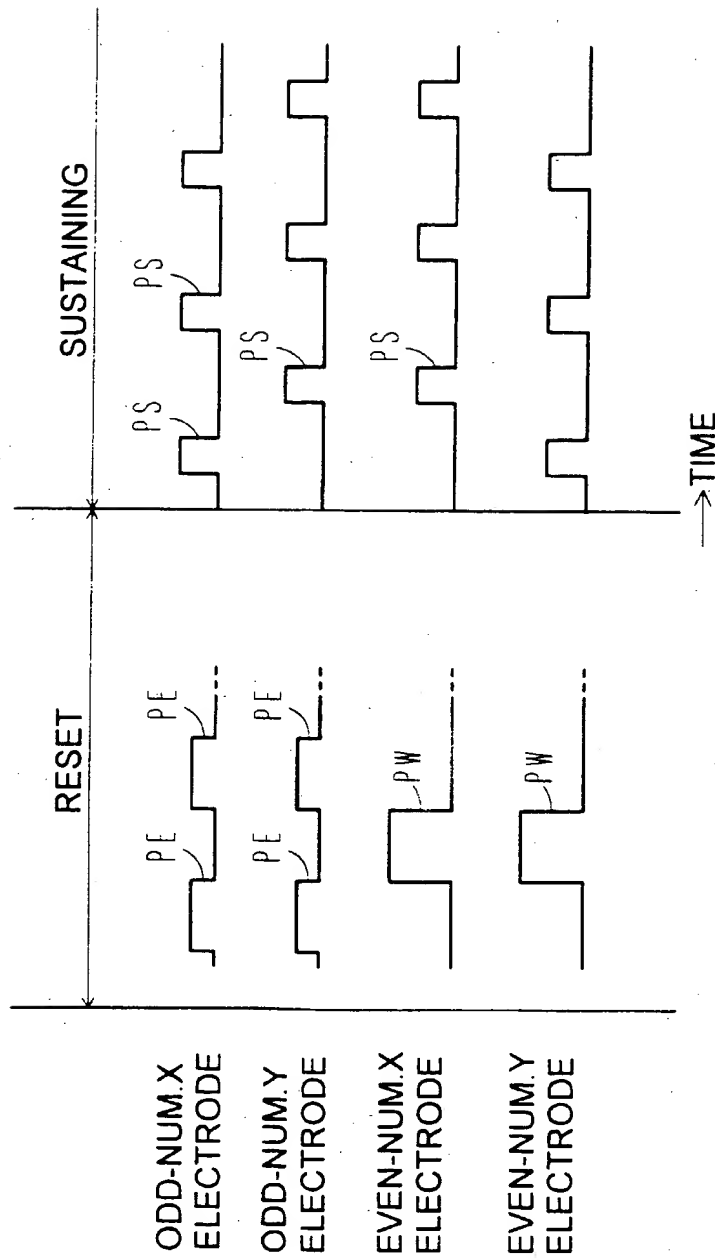 RESET
SUSTAINING
ODD-NUM.X
ELECTRODE
PE
PE
PS
PS
ODD-NUM.Y
ELECTRODE
PE
PE
PS
EVEN-NUM.X
ELECTRODE
PW
PS
EVEN-NUM.Y
ELECTRODE
PW
→TIME